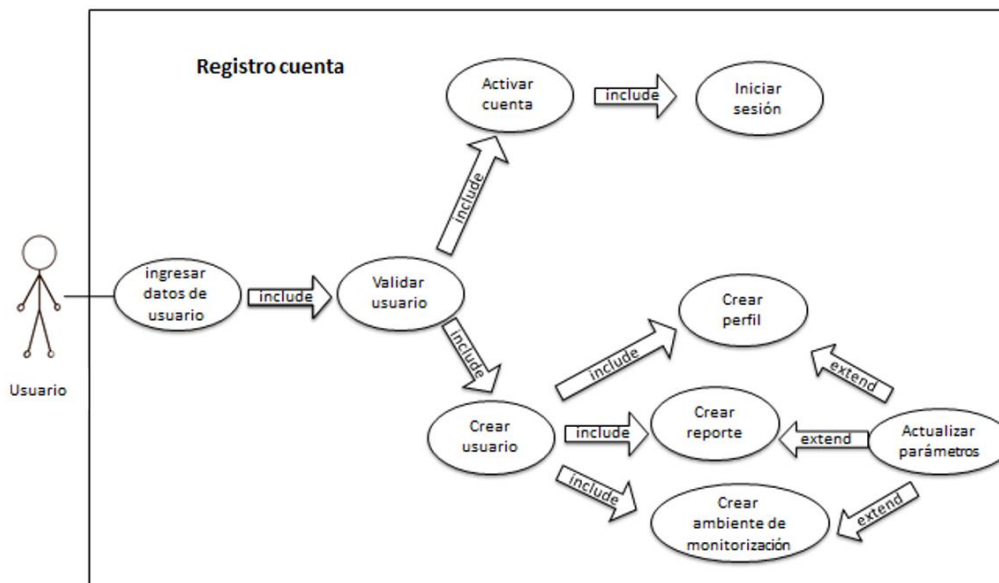 Registro cuenta
Activar
cuenta
include
Iniciar
sesión
include
ingresar
datos de
usuario
include
Validar
usuario
Usuario
include
Crear
perfil
include
extend
Crear
usuario
include
Crear
reporte
extend
Actualizar
parámetros
include
Crear
ambiente de
monitorización
extend